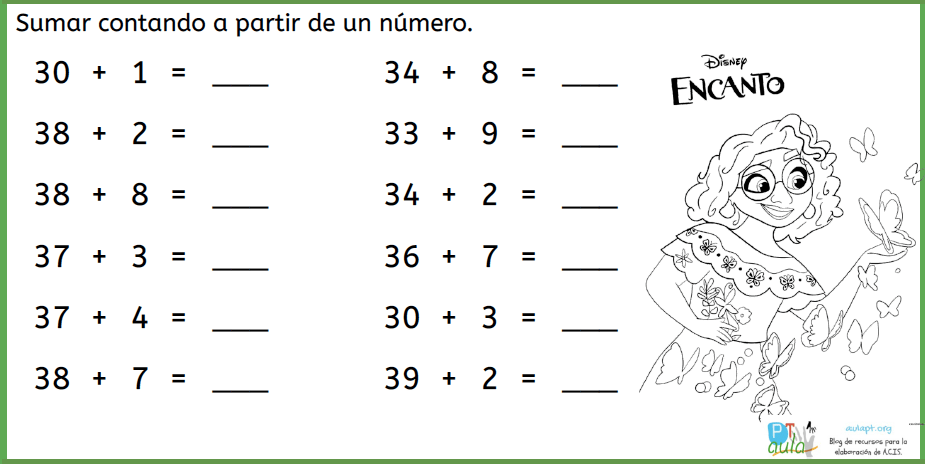 Sumar contando a partir de un número.
30 + 1 = ___ 34 + 8 = ___
38 + 2 = ___ 33 + 9 = ___
38 + 8 = ___ 34 + 2 = ___
37 + 3 = ___ 36 + 7 = ___
37 + 4 = ___ 30 + 3 = ___
38 + 7 = ___ 39 + 2 = ___
Disney
ENCANTO
PT
aula
aulapt.org
Blog de recursos para la
elaboración de A.C.I.S.